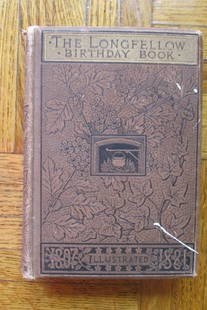 THE LONGFELLOW
BIRTHDAY BOOK.
1807 ILLUSTRATED 1881